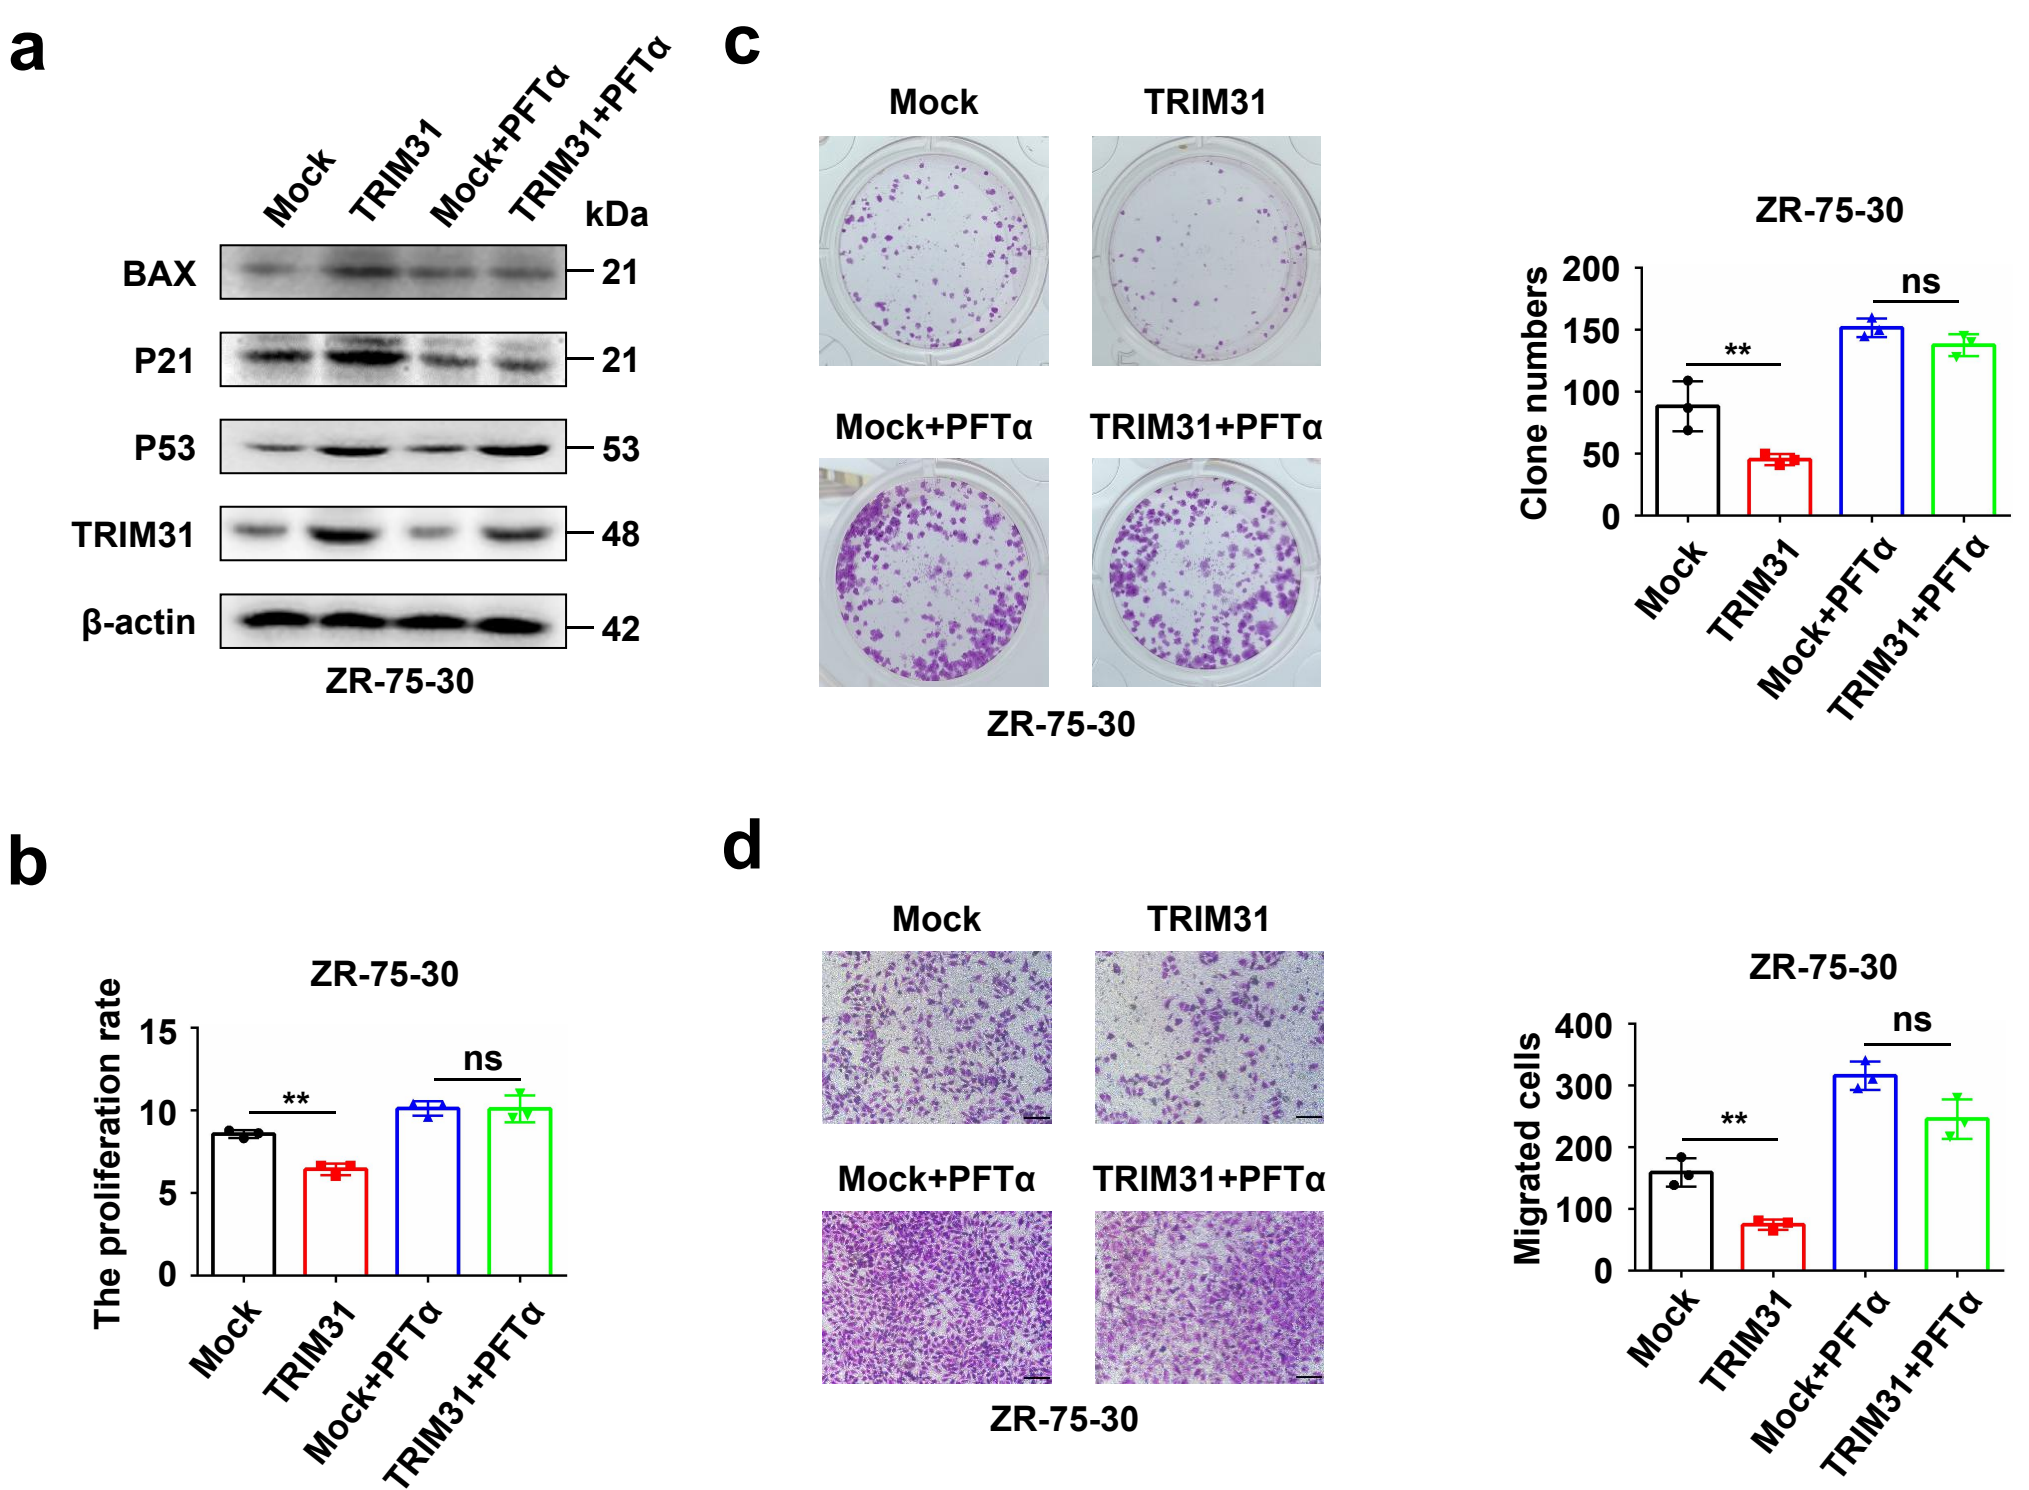 a
Mock
TRIM31
Mock+PFTα
TRIM31+PFTα
kDa
BAX
21
P21
21
P53
53
TRIM31
48
β-actin
42
ZR-75-30
b
ZR-75-30
The proliferation rate
15
10
5
0
**
ns
Mock
TRIM31
Mock+PFTα
TRIM31+PFTα
c
Mock
TRIM31
Mock+PFTα
TRIM31+PFTα
ZR-75-30
ZR-75-30
Clone numbers
200
150
100
50
0
**
ns
Mock
TRIM31
Mock+PFTα
TRIM31+PFTα
d
Mock
TRIM31
Mock+PFTα
TRIM31+PFTα
ZR-75-30
ZR-75-30
Migrated cells
400
300
200
100
0
**
ns
Mock
TRIM31
Mock+PFTα
TRIM31+PFTα